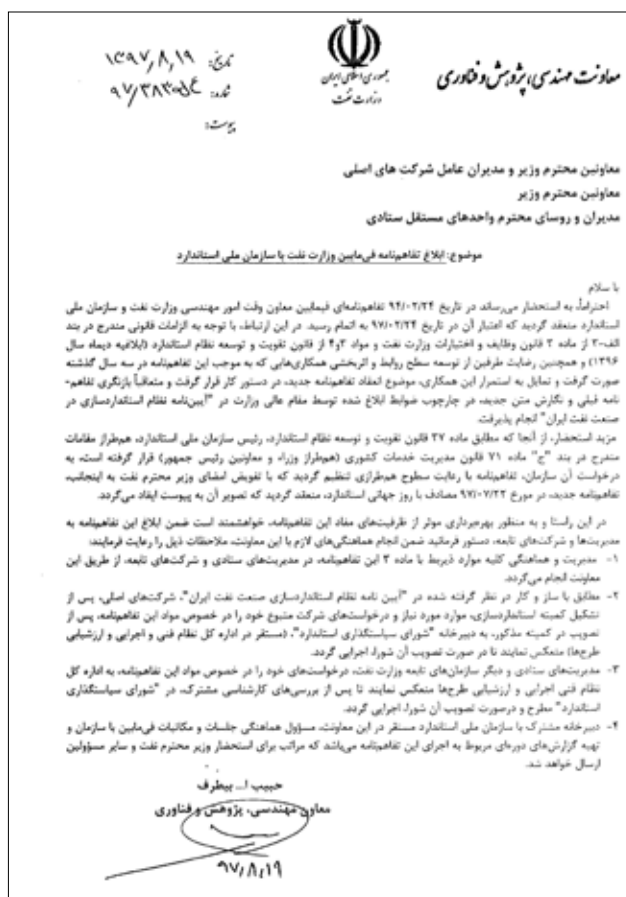 معاونت مهندسی، پژوهش و فناوری
جمهوری اسلامی ایران
وزارت نفت
تاریخ: ۱۳۹۷٫۸٫۱۹
شماره:
پیوست:
معاونین محترم وزیر و مدیران عامل شرکت های اصلی
معاونین محترم وزیر
مدیران و روسای محترم واحدهای مستقل ستادی
موضوع: ابلاغ تفاهم‌نامه فی‌مابین وزارت نفت با سازمان ملی استاندارد
با سلام
احتراماً، به استحضار می‌رساند در تاریخ ۹۴/۰۲/۲۴ تفاهم‌نامه‌ای فیمابین معاون وقت امور مهندسی وزارت نفت و سازمان ملی
استاندارد منعقد گردید که اعتبار آن در تاریخ ۹۷/۰۲/۲۴ به اتمام رسید. در این ارتباط، با توجه به الزامات قانونی مندرج در بند
الف-۳ از ماده ۳ قانون وظایف و اختیارات وزارت نفت و مواد ۳و۴ از قانون تقویت و توسعه نظام استاندارد (ابلاغیه دیماه سال
۱۳۹۶) و همچنین رضایت طرفین از توسعه سطح روابط و اثربخشی همکاری‌هایی که به موجب این تفاهم‌نامه در سه سال گذشته
صورت گرفت و تمایل به استمرار این همکاری، موضوع انعقاد تفاهم‌نامه جدید، در دستور کار قرار گرفت و متعاقباً بازنگری تفاهم-
نامه قبلی و نگارش متن جدید، در چارچوب ضوابط ابلاغ شده توسط مقام عالی وزارت در "آیین‌نامه نظام استانداردسازی در
صنعت نفت ایران" انجام پذیرفت.
مزید استحضار، از آنجا که مطابق ماده ۳۷ قانون تقویت و توسعه نظام استاندارد، رئیس سازمان ملی استاندارد، هم‌طراز مقامات
مندرج در بند "ج" ماده ۷۱ قانون مدیریت خدمات کشوری (هم‌طراز وزراء و معاونین رئیس جمهور) قرار گرفته است، به
درخواست آن سازمان، تفاهم‌نامه با رعایت سطوح هم‌طرازی تنظیم گردید که با تفویض امضای وزیر محترم نفت به اینجانب،
تفاهم‌نامه جدید، در مورخ ۹۷/۰۷/۲۲ مصادف با روز جهانی استاندارد، منعقد گردید که تصویر آن به پیوست ایفاد می‌گردد.
در این راستا و به منظور بهره‌برداری موثر از ظرفیت‌های مفاد این تفاهم‌نامه، خواهشمند است ضمن ابلاغ این تفاهم‌نامه به
مدیریت‌ها و شرکت‌های تابعه، دستور فرمائید ضمن انجام هماهنگی‌های لازم با این معاونت، ملاحظات ذیل را رعایت فرمایند:
۱- مدیریت و هماهنگی کلیه موارد ذیربط با ماده ۳ این تفاهم‌نامه، در مدیریت‌های ستادی و شرکت‌های تابعه، از طریق این
معاونت انجام می‌گردد.
۲- مطابق با ساز و کار در نظر گرفته شده در "آیین نامه نظام استانداردسازی صنعت نفت ایران"، شرکت‌های اصلی، پس از
تشکیل کمیته استانداردسازی، موارد مورد نیاز و درخواست‌های شرکت متبوع خود را در خصوص مواد این تفاهم‌نامه، پس از
تصویب در کمیته مذکور، به دبیرخانه "شورای سیاستگذاری استاندارد"، (مستقر در اداره کل نظام فنی و اجرایی و ارزشیابی
طرح‌ها) منعکس نمایند تا در صورت تصویب آن شورا، اجرایی گردد.
۳- مدیریت‌های ستادی و دیگر سازمان‌های تابعه وزارت نفت، درخواست‌های خود را در خصوص مواد این تفاهم‌نامه، به اداره کل
نظام فنی اجرایی و ارزشیابی طرح‌ها منعکس نمایند تا پس از بررسی‌های کارشناسی مشترک، در "شورای سیاستگذاری
استاندارد" مطرح و درصورت تصویب آن شورا، اجرایی گردد.
۴- دبیرخانه مشترک با سازمان ملی استاندارد مستقر در این معاونت، مسؤول هماهنگی جلسات و مکاتبات فی‌مابین با سازمان و
تهیه گزارش‌های دوره‌ای مربوط به اجرای این تفاهم‌نامه می‌باشد که مراتب برای استحضار وزیر محترم نفت و سایر مسؤولین
ارسال خواهد شد.
حبیب ا... بیطرف
معاون مهندسی، پژوهش و فناوری
۹۷٫۸٫۱۹